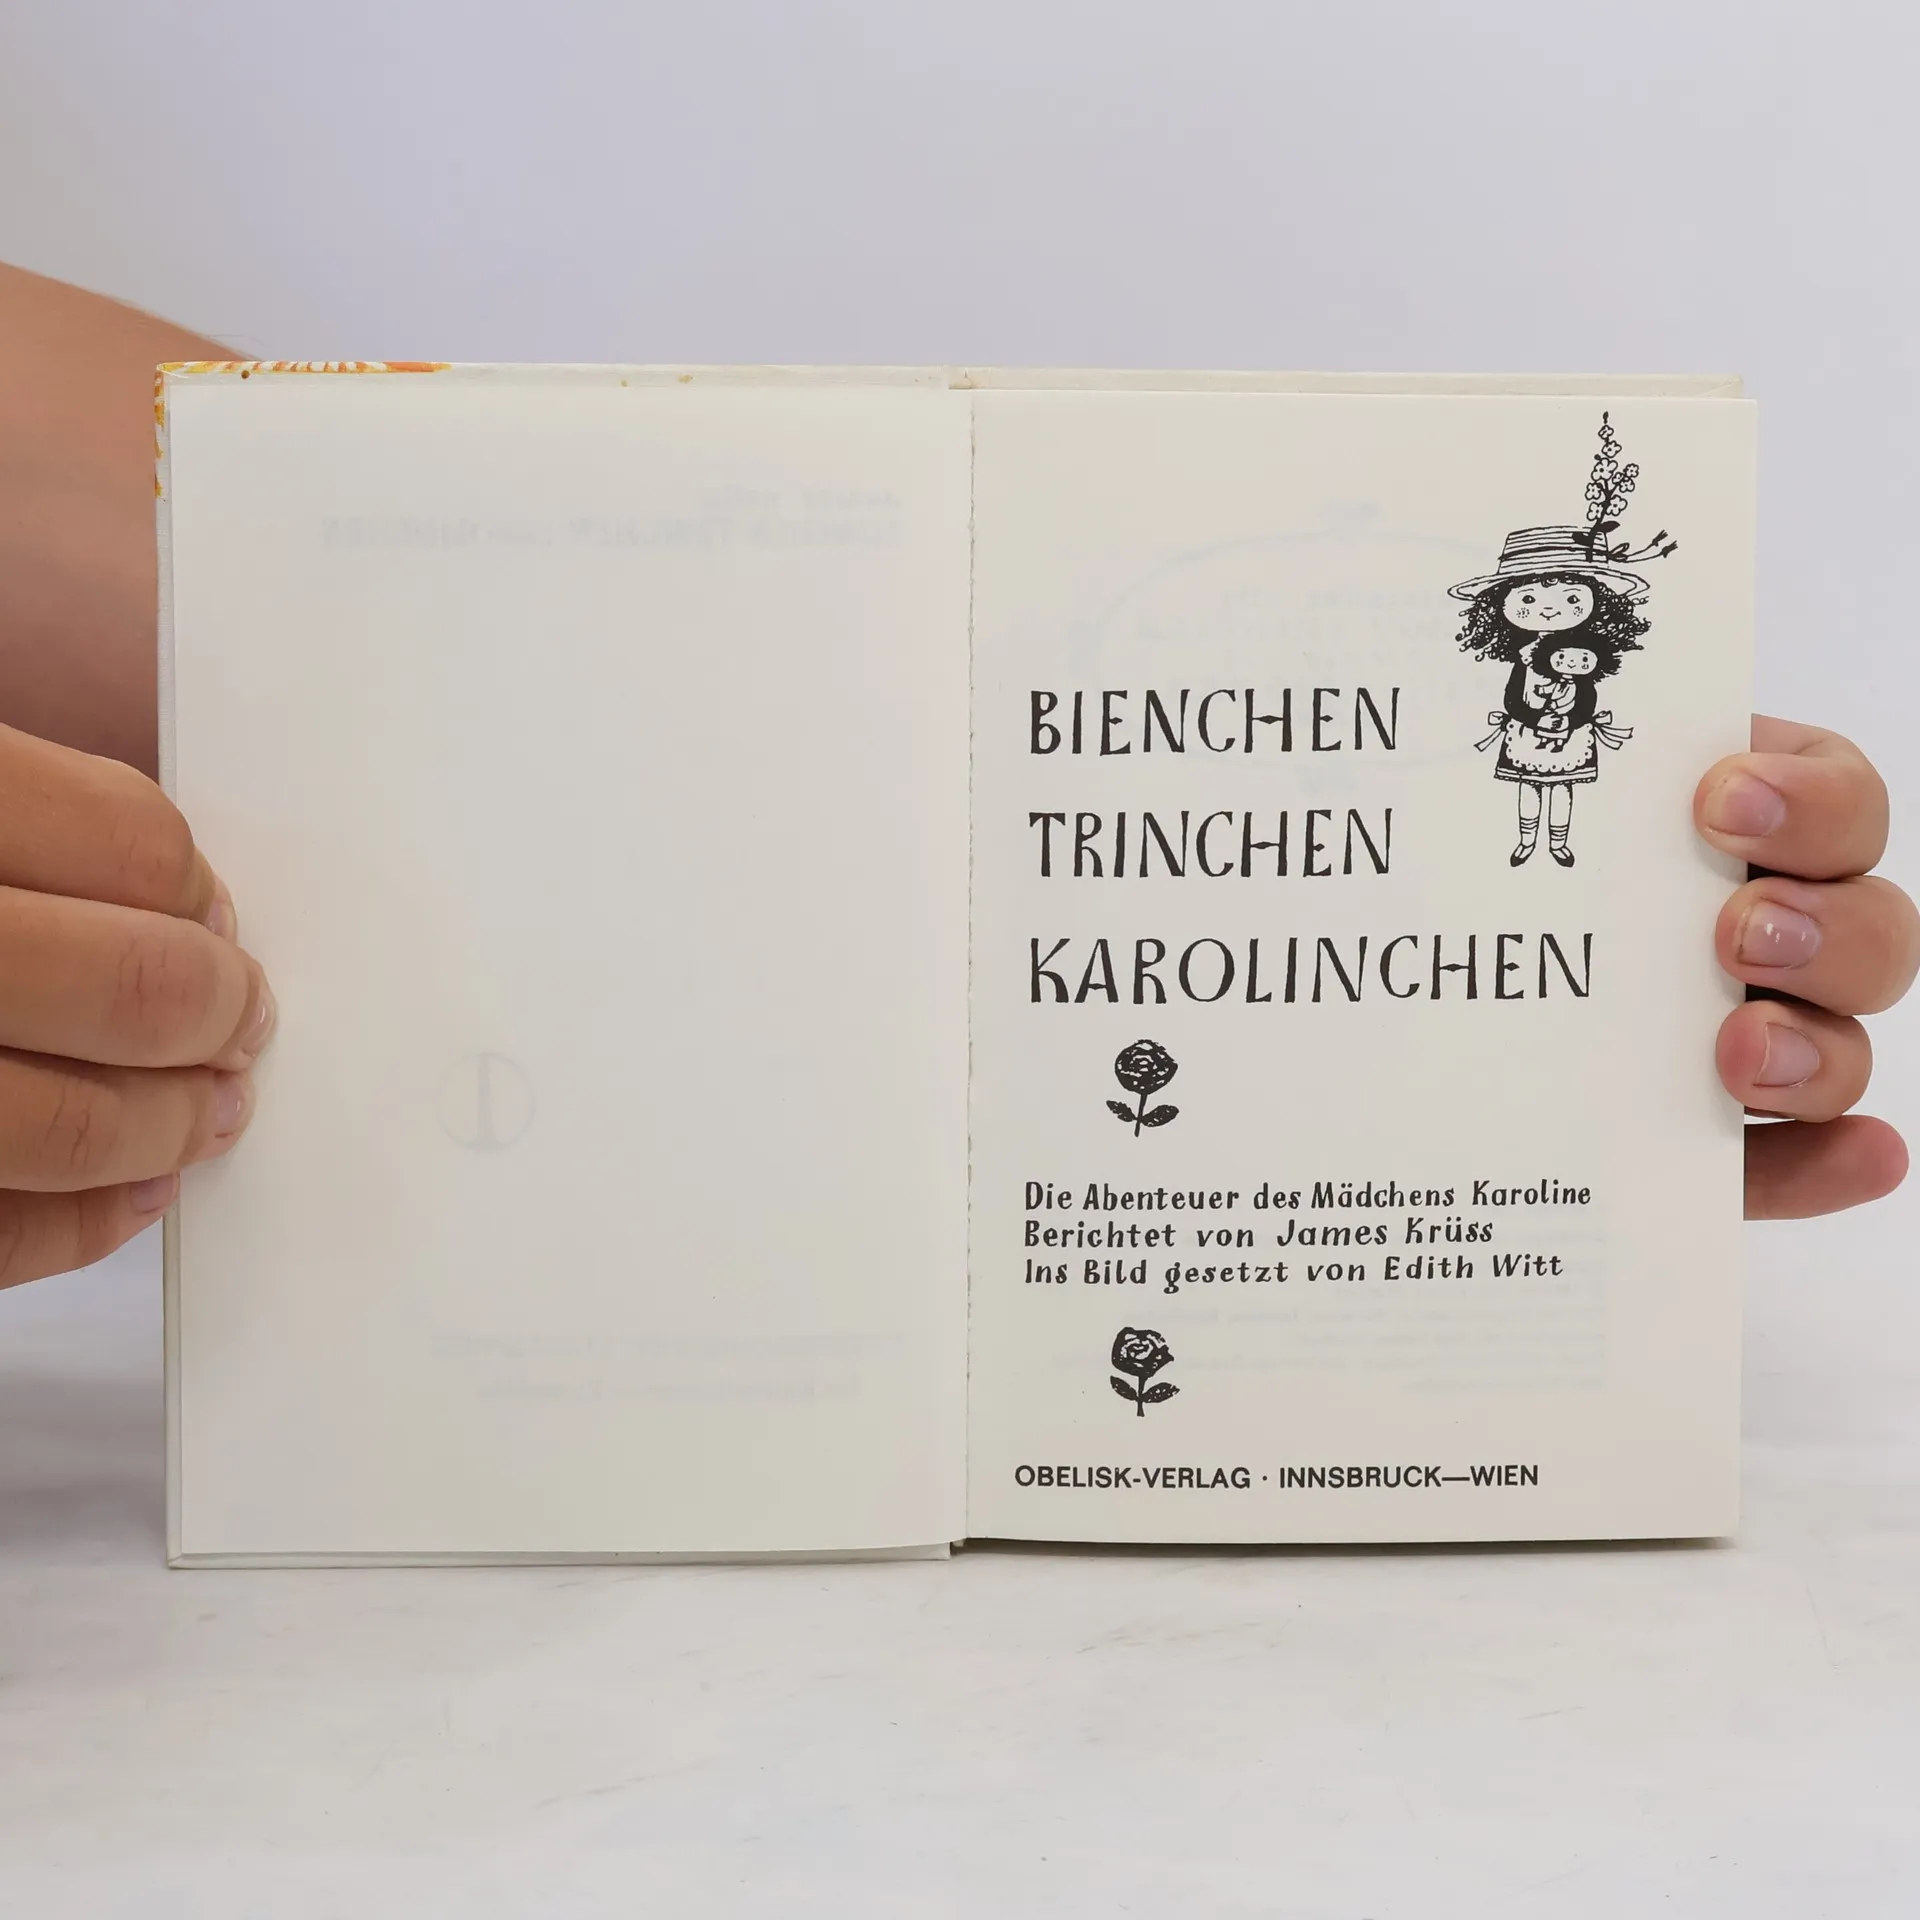 BIENCHEN
TRINCHEN
KAROLINCHEN
Die Abenteuer des Mädchens Karoline
Berichtet von James Krüss
Ins Bild gesetzt von Edith Witt
OBELISK-VERLAG · INNSBRUCK—WIEN